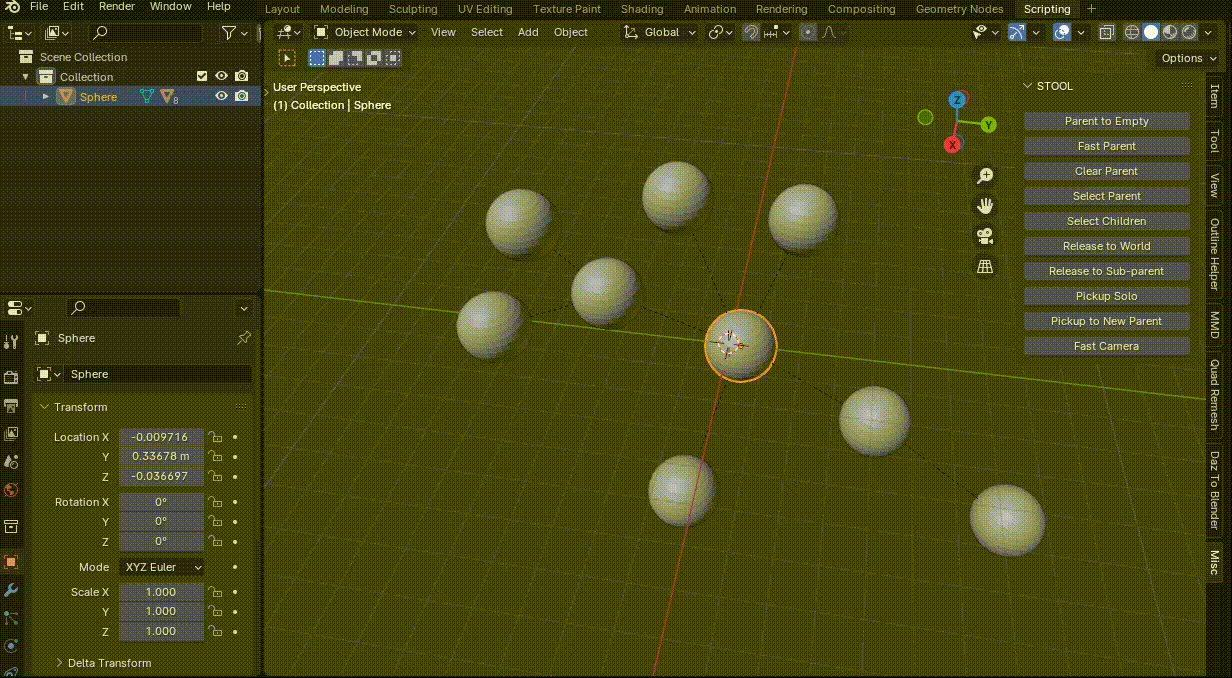 File Edit Render Window Help Layout Modeling Sculpting UV Editing Texture Paint Shading Animation Rendering Compositing Geometry Nodes Scripting +
Object Mode View Select Add Object Global
Options
Scene Collection
Collection
Sphere 8
User Perspective
(1) Collection | Sphere
Z
Y
X
STOOL
Parent to Empty
Fast Parent
Clear Parent
Select Parent
Select Children
Release to World
Release to Sub-parent
Pickup Solo
Pickup to New Parent
Fast Camera
Item
Tool
View
Outline Helper
MMD
Quad Remesh
Daz To Blender
Misc
Sphere
Sphere
Transform
Location X -0.009716
Y 0.33678 m
Z -0.036697
Rotation X 0°
Y 0°
Z 0°
Mode XYZ Euler
Scale X 1.000
Y 1.000
Z 1.000
Delta Transform